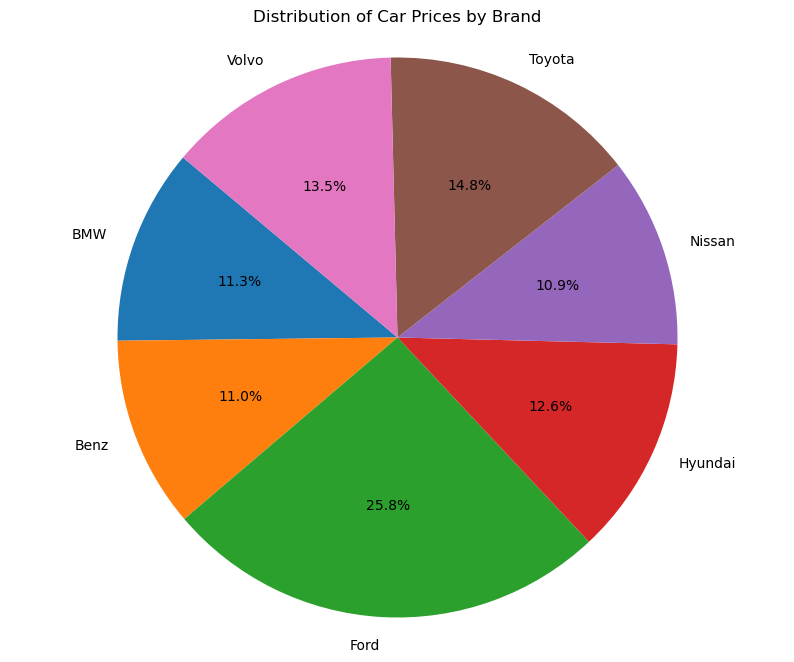 Distribution of Car Prices by Brand
Volvo
Toyota
13.5%
14.8%
BMW
Nissan
11.3%
10.9%
11.0%
12.6%
Benz
Hyundai
25.8%
Ford